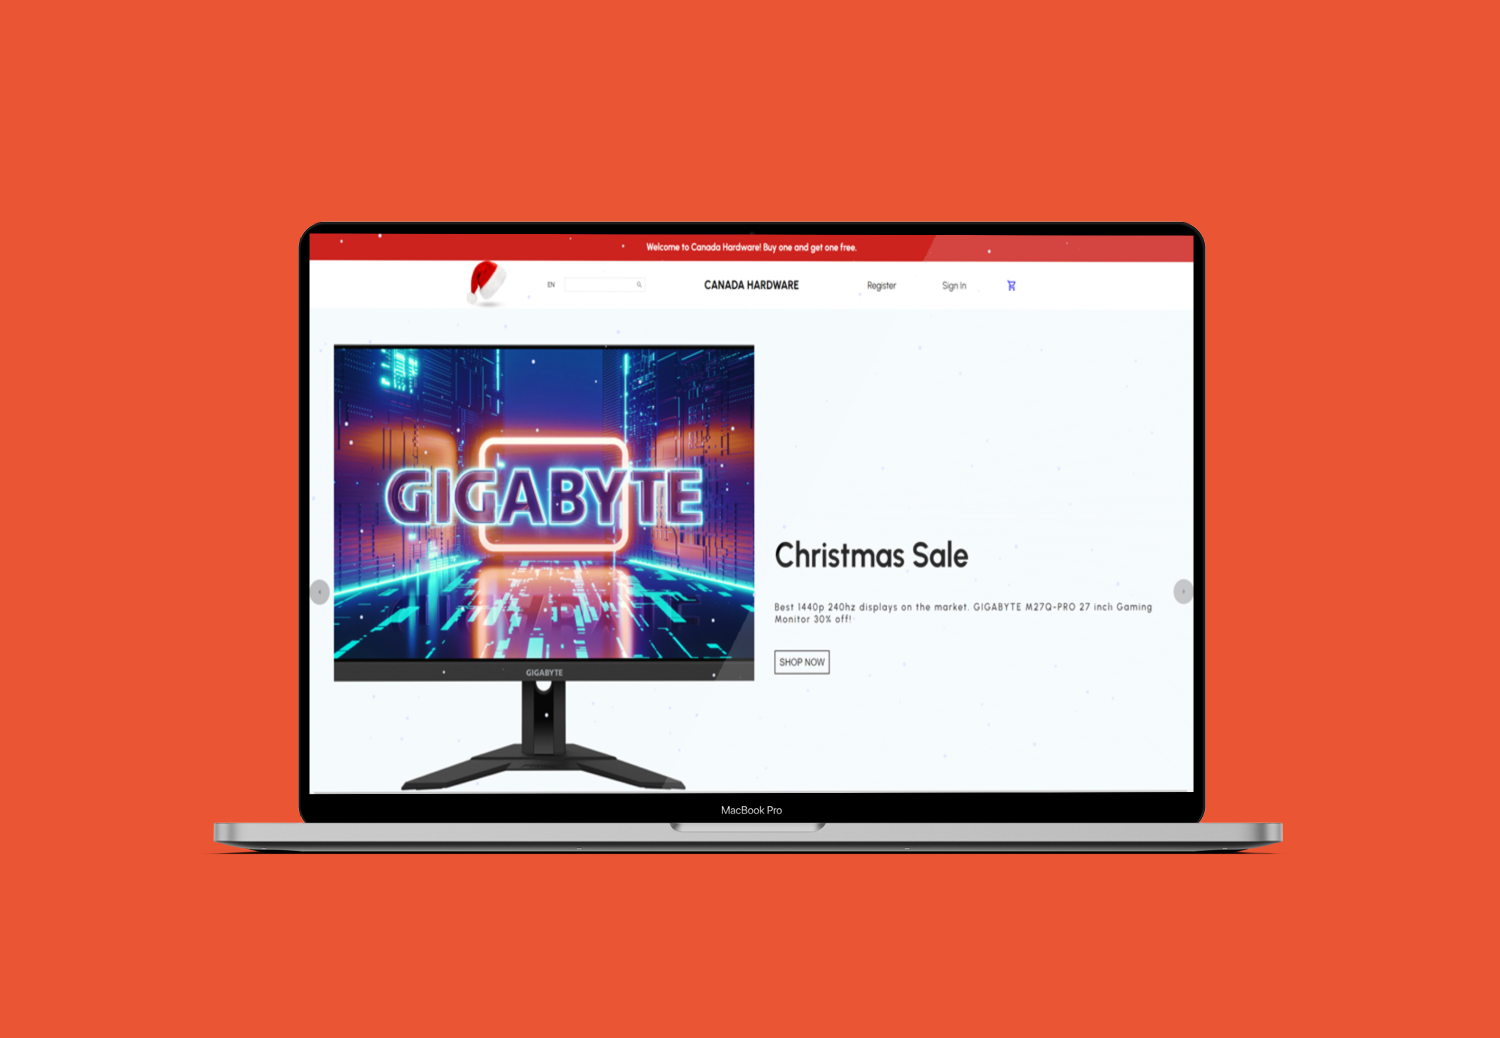 Welcome to Canada Hardware! Buy one and get one free.
EN
CANADA HARDWARE
Register
Sign In
GIGABYTE
GIGABYTE
Christmas Sale
Best 1440p 240hz displays on the market. GIGABYTE M27Q-PRO 27 inch Gaming
Monitor 30% off!
SHOP NOW
MacBook Pro